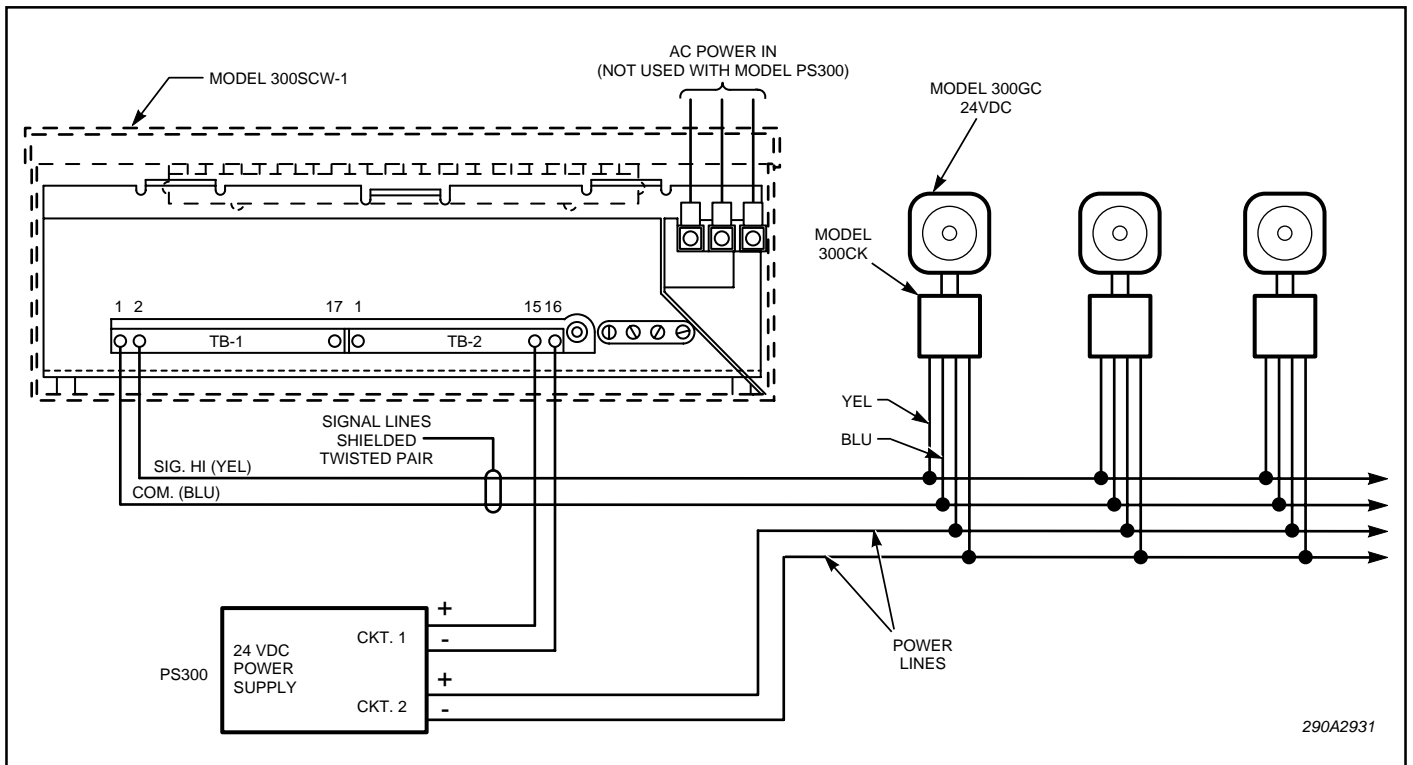 AC POWER IN
(NOT USED WITH MODEL PS300)
MODEL 300SCW-1
MODEL 300GC
24VDC
MODEL
300CK
1 2
17 1
15 16
TB-1
TB-2
YEL
BLU
SIGNAL LINES
SHIELDED
TWISTED PAIR
SIG. HI (YEL)
COM. (BLU)
PS300
24 VDC
POWER
SUPPLY
CKT. 1
+
-
CKT. 2
+
-
POWER
LINES
290A2931